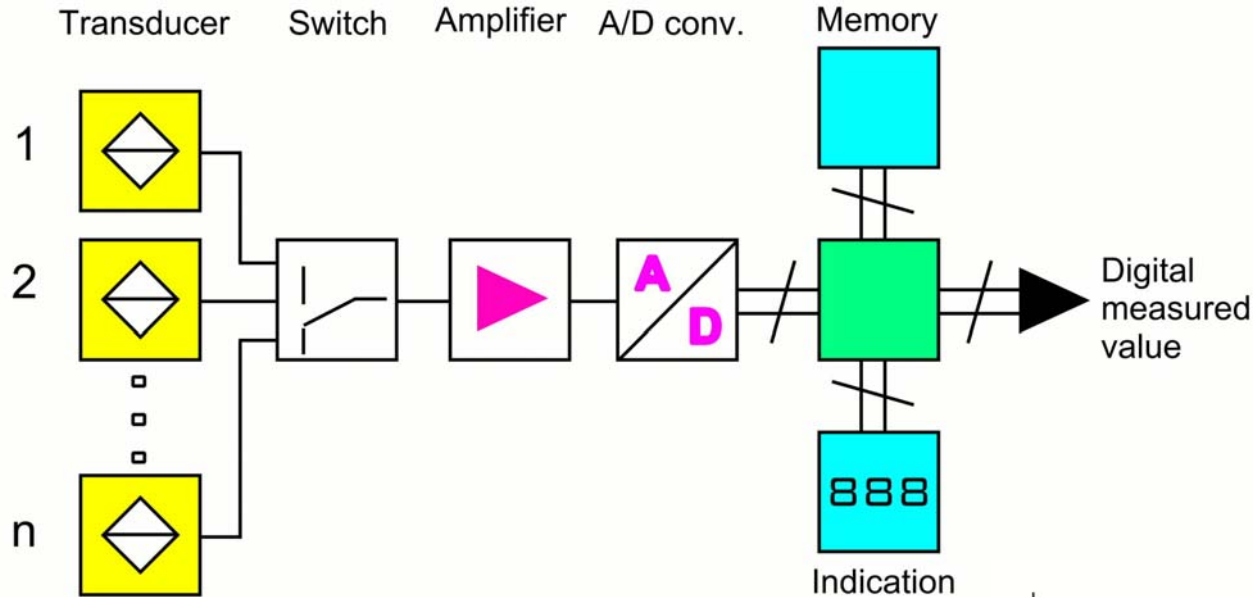 Transducer Switch Amplifier A/D conv. Memory
1
2
A
D
Digital
measured
value
n
888
Indication